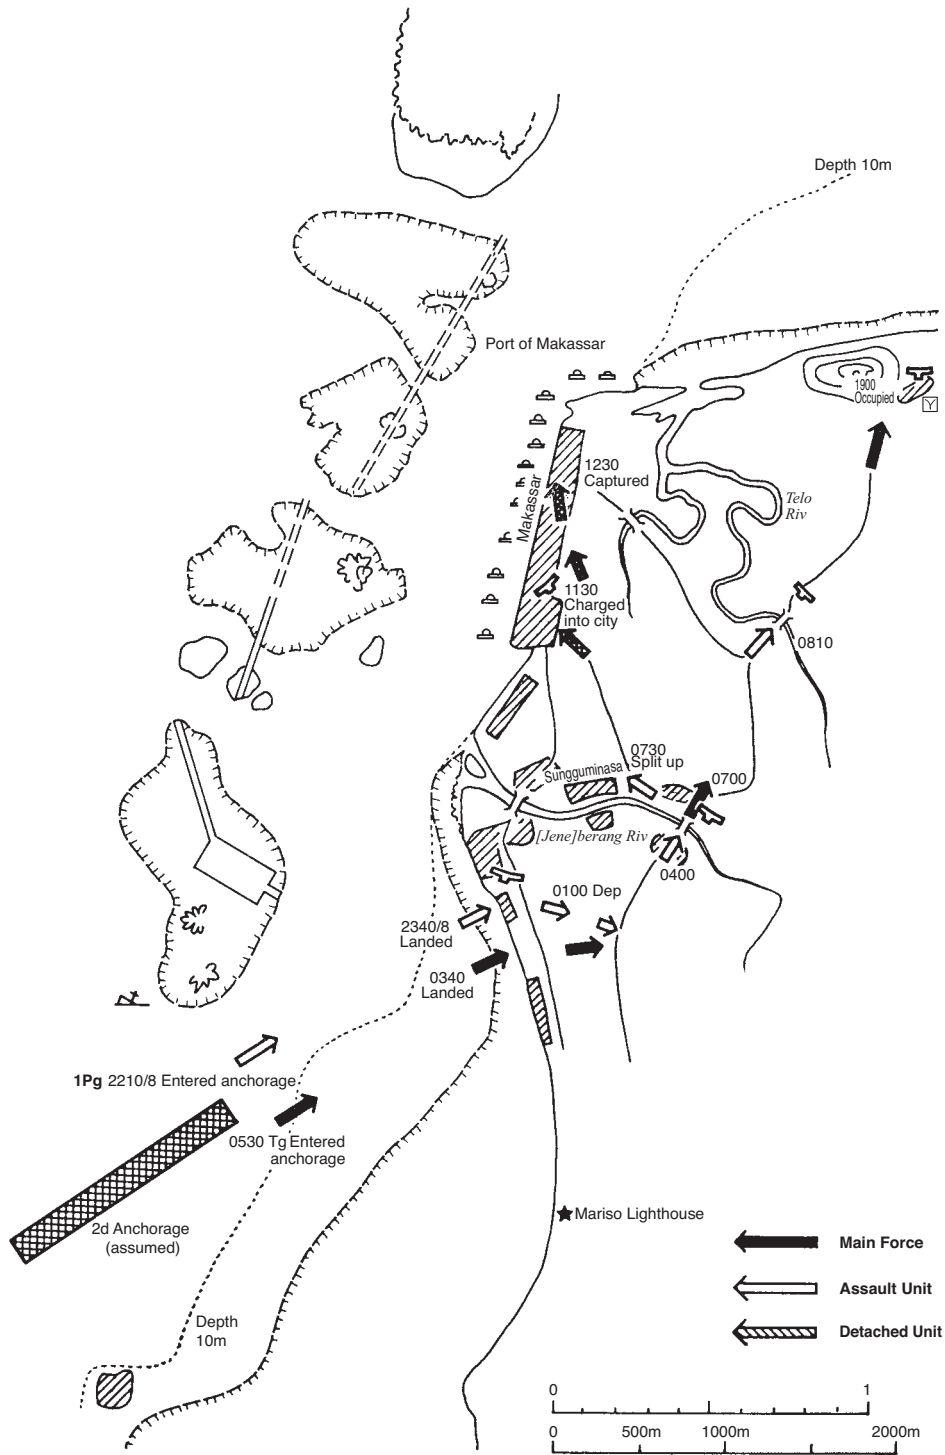 Depth 10m
Port of Makassar
1900
Occupied
Y
1230
Captured
Makassar
Telo
Riv
1130
Charged
into city
0810
0730
Split up
Sungguminasa
0700
[Jene]berang Riv
0400
0100 Dep
2340/8
Landed
0340
Landed
1Pg 2210/8 Entered anchorage
0530 Tg Entered
anchorage
2d Anchorage
(assumed)
Mariso Lighthouse
Main Force
Assault Unit
Detached Unit
Depth
10m
0 1
0 500m 1000m 2000m